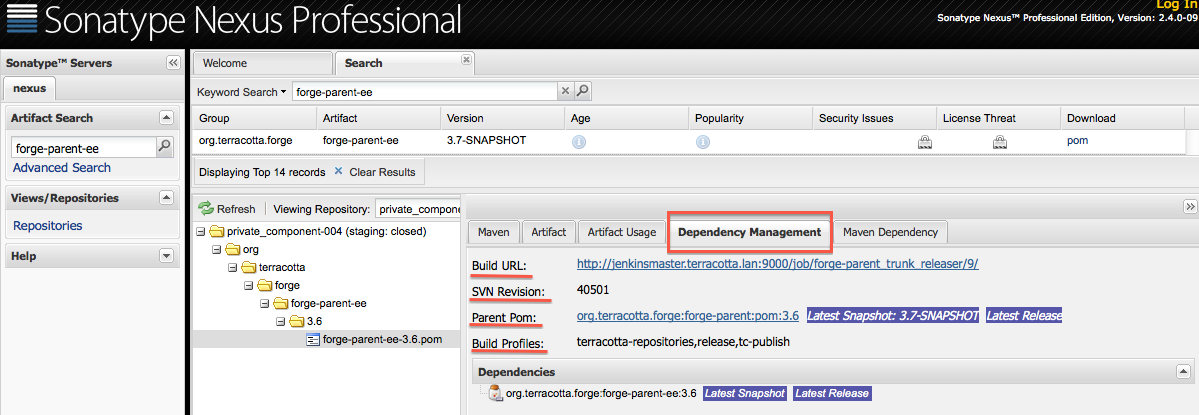 Sonatype Nexus Professional
Log In
Sonatype Nexus™ Professional Edition, Version: 2.4.0-09
Sonatype™ Servers
nexus
Artifact Search
forge-parent-ee
Advanced Search
Views/Repositories
Repositories
Help
Welcome
Search
Keyword Search
forge-parent-ee
Group Artifact Version Age Popularity Security Issues License Threat Download
org.terracotta.forge forge-parent-ee 3.7-SNAPSHOT pom
Displaying Top 14 records Clear Results
Refresh Viewing Repository: private_compone
private_component-004 (staging: closed)
org
terracotta
forge
forge-parent-ee
3.6
forge-parent-ee-3.6.pom
Maven Artifact Artifact Usage Dependency Management Maven Dependency
Build URL: http://jenkinsmaster.terracotta.lan:9000/job/forge-parent_trunk_releaser/9/
SVN Revision: 40501
Parent Pom: org.terracotta.forge:forge-parent:pom:3.6 Latest Snapshot: 3.7-SNAPSHOT Latest Release
Build Profiles: terracotta-repositories,release,tc-publish
Dependencies
org.terracotta.forge:forge-parent-ee:3.6 Latest Snapshot Latest Release